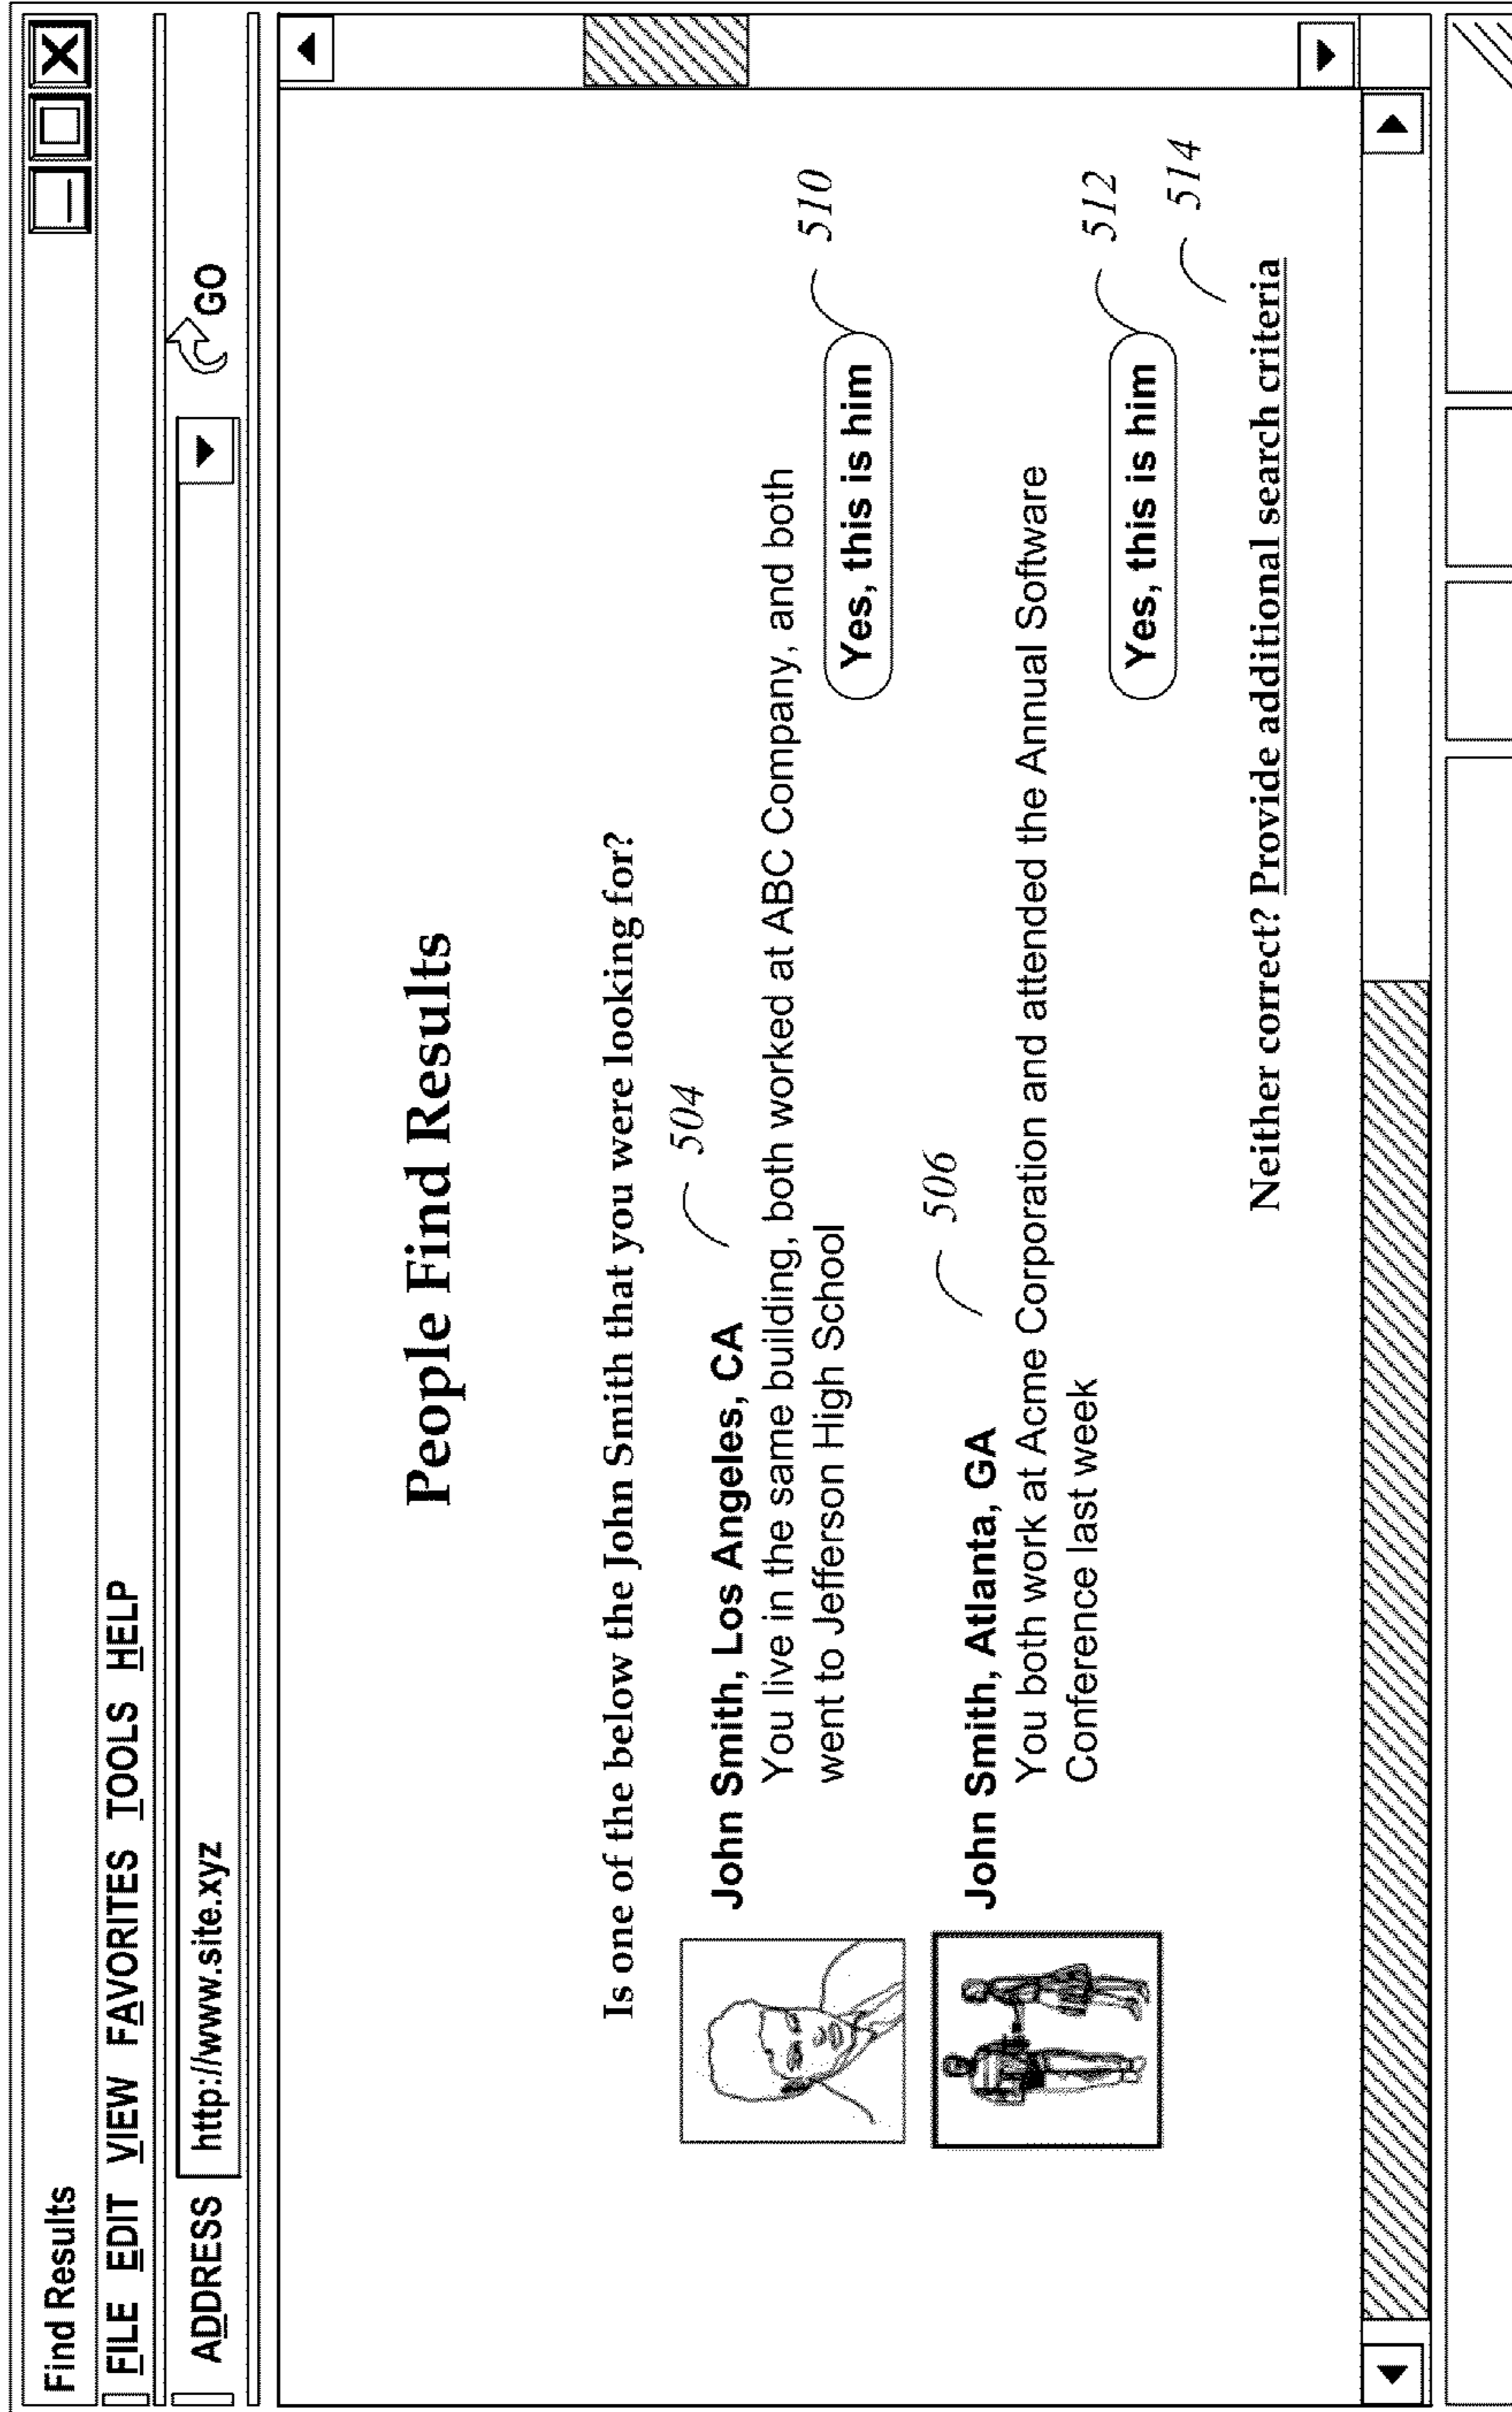 Find Results
FILE EDIT VIEW FAVORITES TOOLS HELP
ADDRESS http://www.site.xyz GO
People Find Results
Is one of the below the John Smith that you were looking for?
504
John Smith, Los Angeles, CA
You live in the same building, both worked at ABC Company, and both
went to Jefferson High School
510
Yes, this is him
506
John Smith, Atlanta, GA
You both work at Acme Corporation and attended the Annual Software
Conference last week
512
Yes, this is him
514
Neither correct? Provide additional search criteria